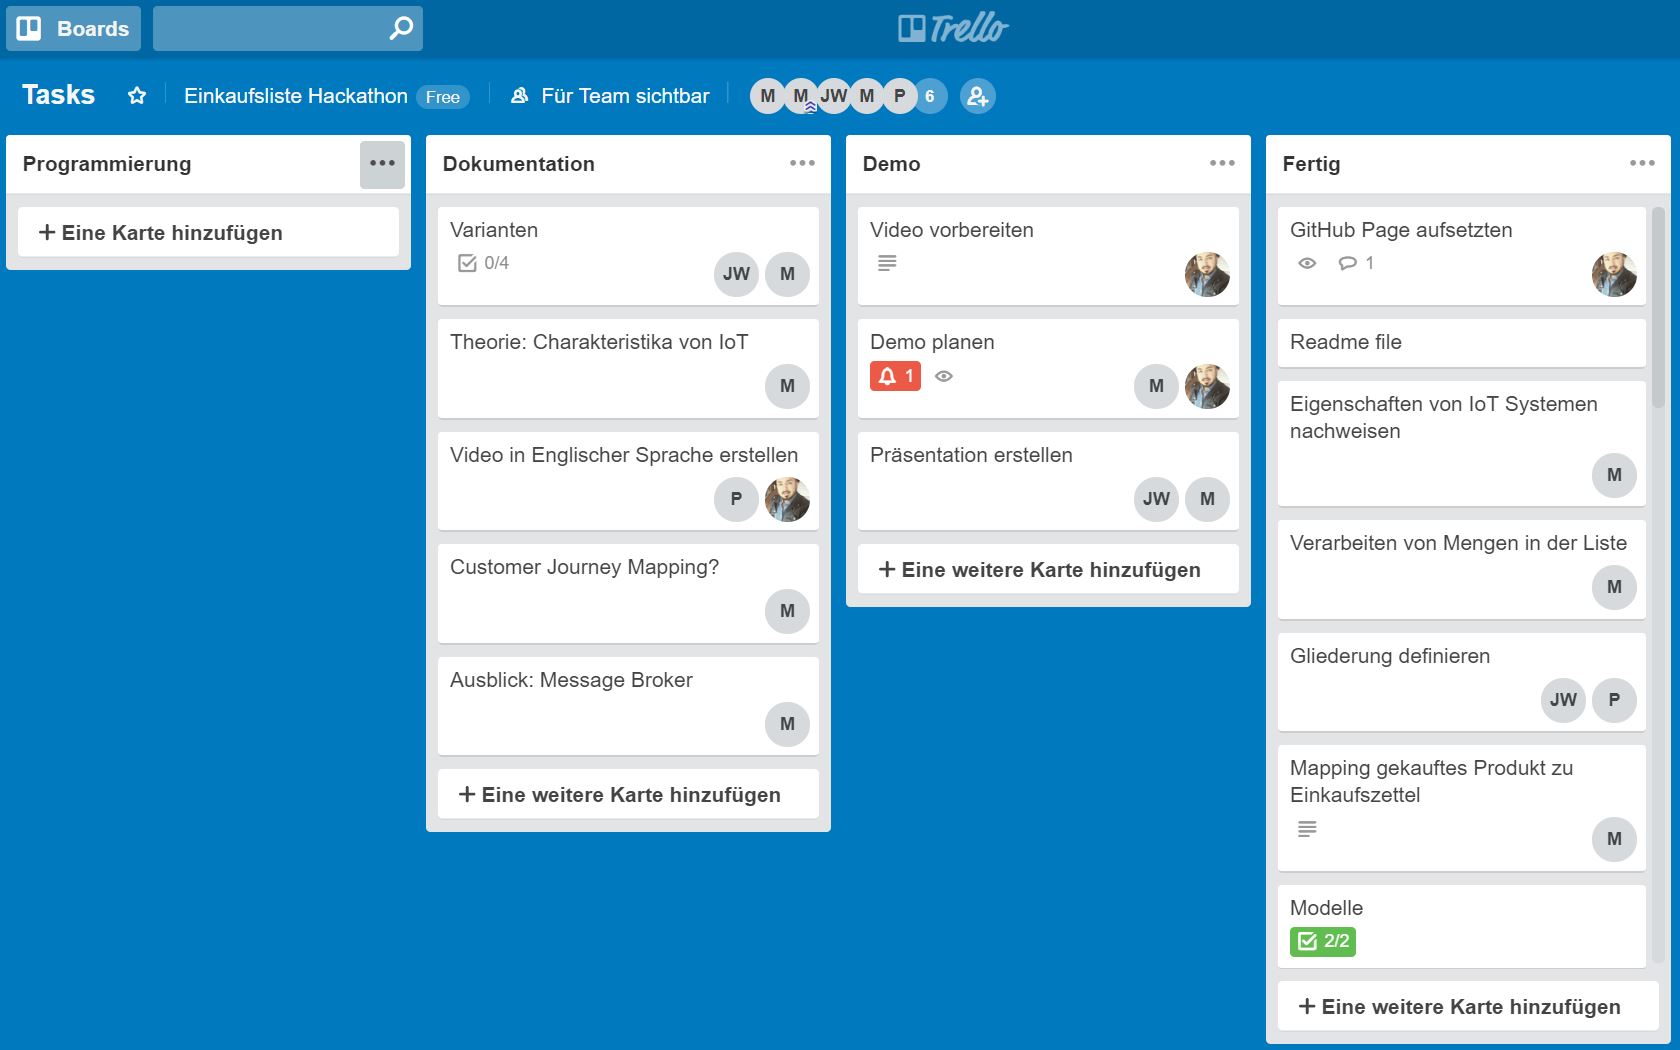 Boards
Trello
Tasks
Einkaufsliste Hackathon Free
Für Team sichtbar
M M JW M P 6
Programmierung
Eine Karte hinzufügen
Dokumentation
Varianten
0/4
JW M
Theorie: Charakteristika von IoT
M
Video in Englischer Sprache erstellen
P
Customer Journey Mapping?
M
Ausblick: Message Broker
M
Eine weitere Karte hinzufügen
Demo
Video vorbereiten
Demo planen
1
M
Präsentation erstellen
JW M
Eine weitere Karte hinzufügen
Fertig
GitHub Page aufsetzten
1
Readme file
Eigenschaften von IoT Systemen
nachweisen
M
Verarbeiten von Mengen in der Liste
M
Gliederung definieren
JW P
Mapping gekauftes Produkt zu
Einkaufszettel
M
Modelle
2/2
Eine weitere Karte hinzufügen